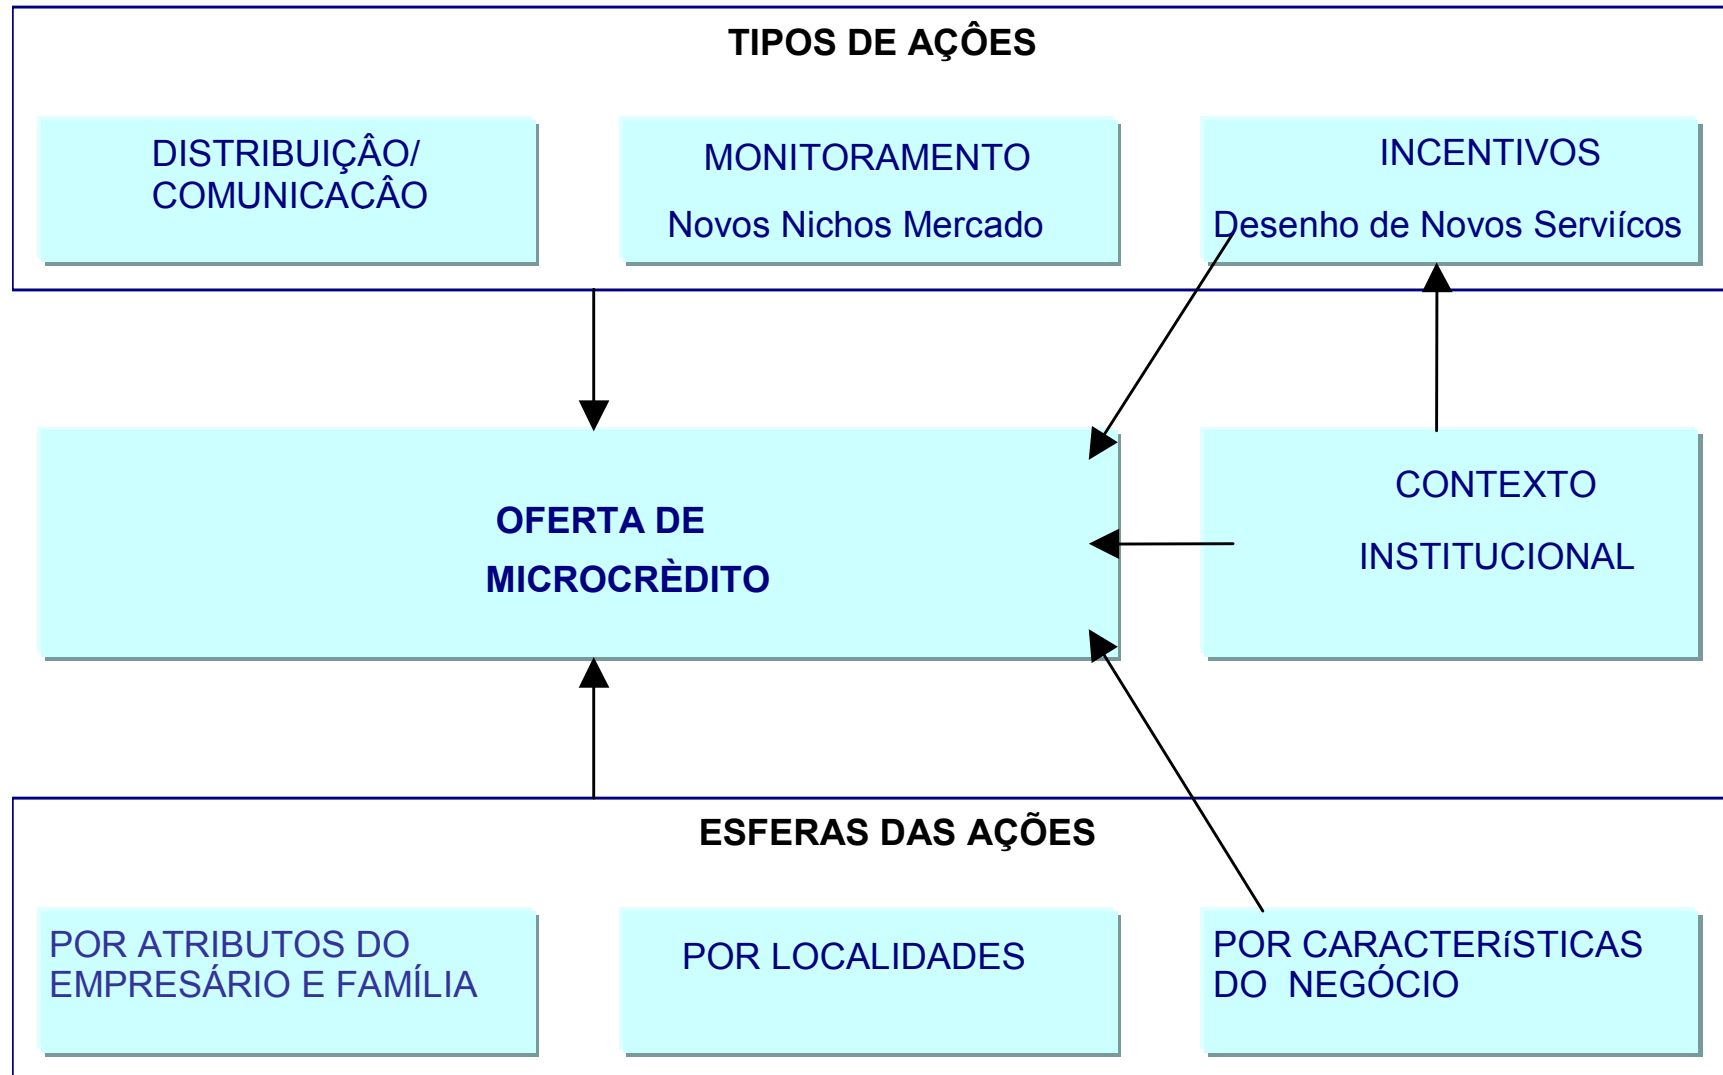 TIPOS DE AÇÔES
DISTRIBUIÇÂO/
COMUNICACÂO
MONITORAMENTO
Novos Nichos Mercado
INCENTIVOS
Desenho de Novos Serviícos
OFERTA DE
MICROCRÈDITO
CONTEXTO
INSTITUCIONAL
ESFERAS DAS AÇÕES
POR ATRIBUTOS DO
EMPRESÁRIO E FAMÍLIA
POR LOCALIDADES
POR CARACTERíSTICAS
DO NEGÓCIO